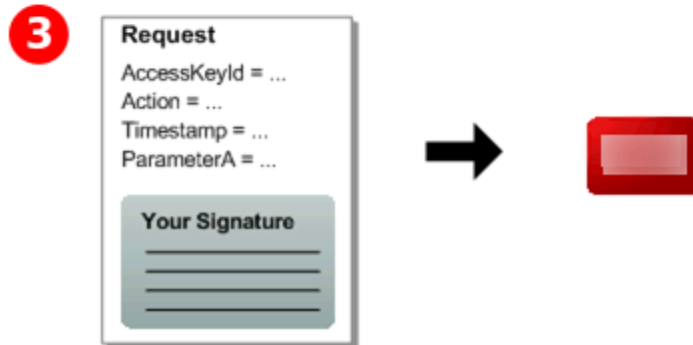 3
Request
AccessKeyId = ...
Action = ...
Timestamp = ...
ParameterA = ...
Your Signature